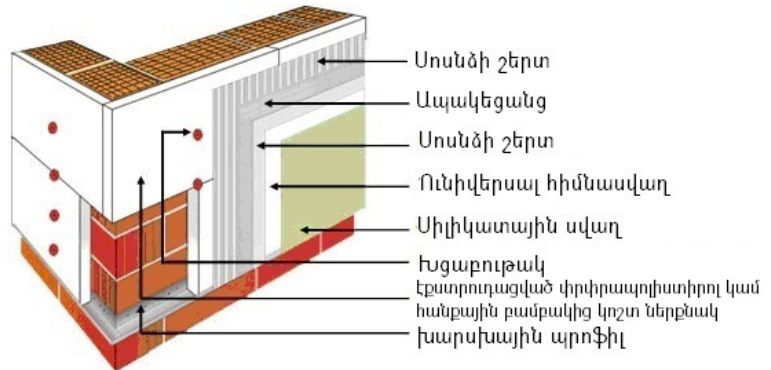 Սոսնձի շերտ
Ապակեցանց
Սոսնձի շերտ
Ունիվերսալ հիմնասվաղ
Սիլիկատային սվաղ
Խցաբութակ
էքստրուդացված փրփրապոլիստիրոլ կամ
հանքային բամբակից կոշտ ներքնակ
խարսխային պրոֆիլ